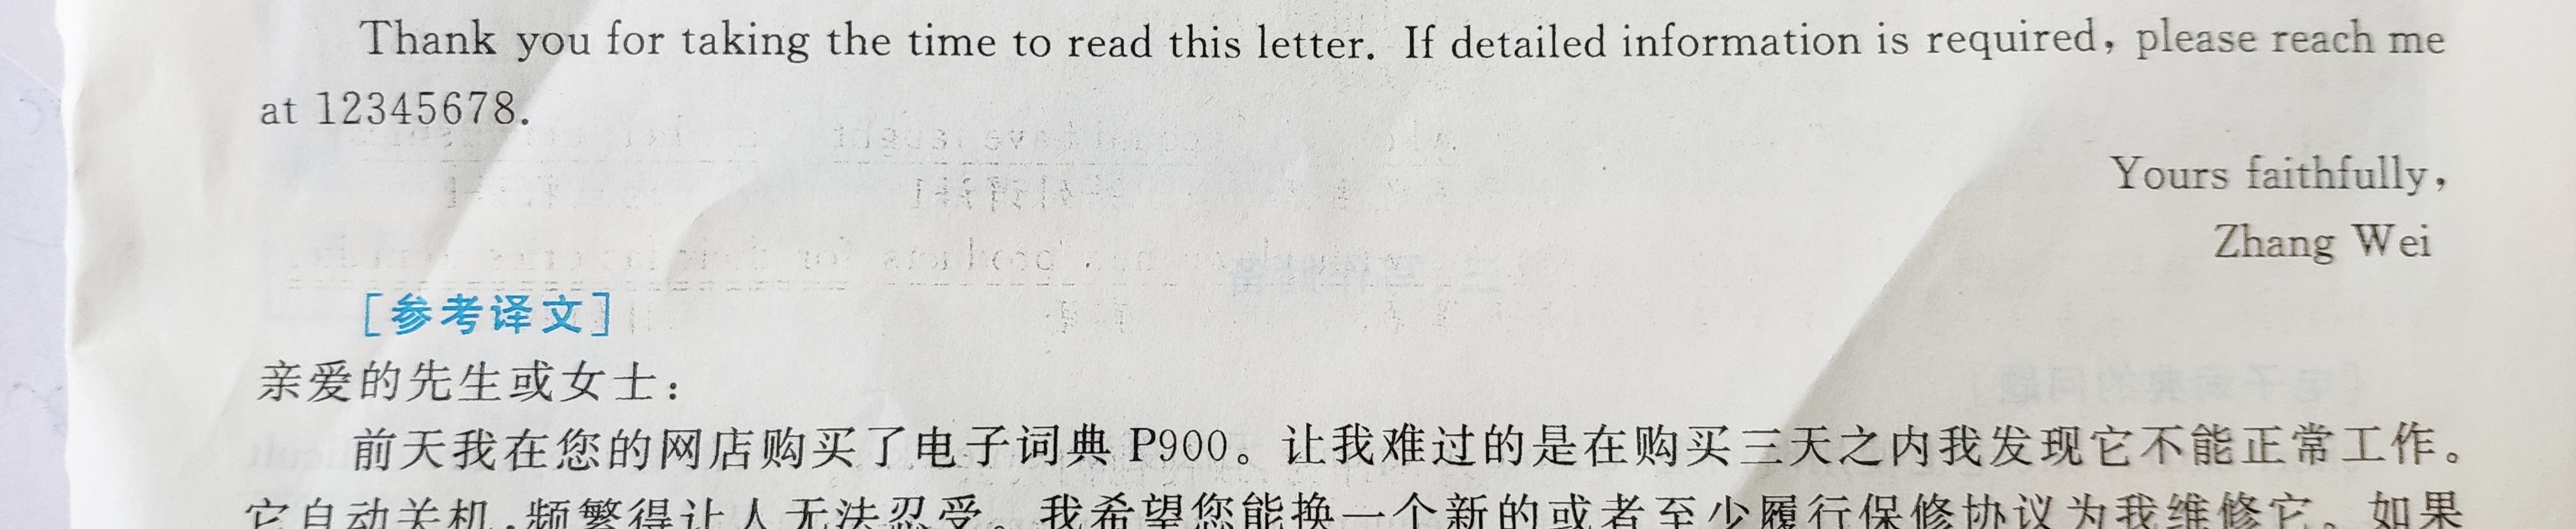 Thank you for taking the time to read this letter. If detailed information is required, please reach me
at 12345678.
Yours faithfully,
Zhang Wei
[参考译文]
亲爱的先生或女士：
前天我在您的网店购买了电子词典 P900。让我难过的是在购买三天之内我发现它不能正常工作。
它自动关机，频繁得让人无法忍受。我希望您能换一个新的或者至少履行保修协议为我维修它。如果